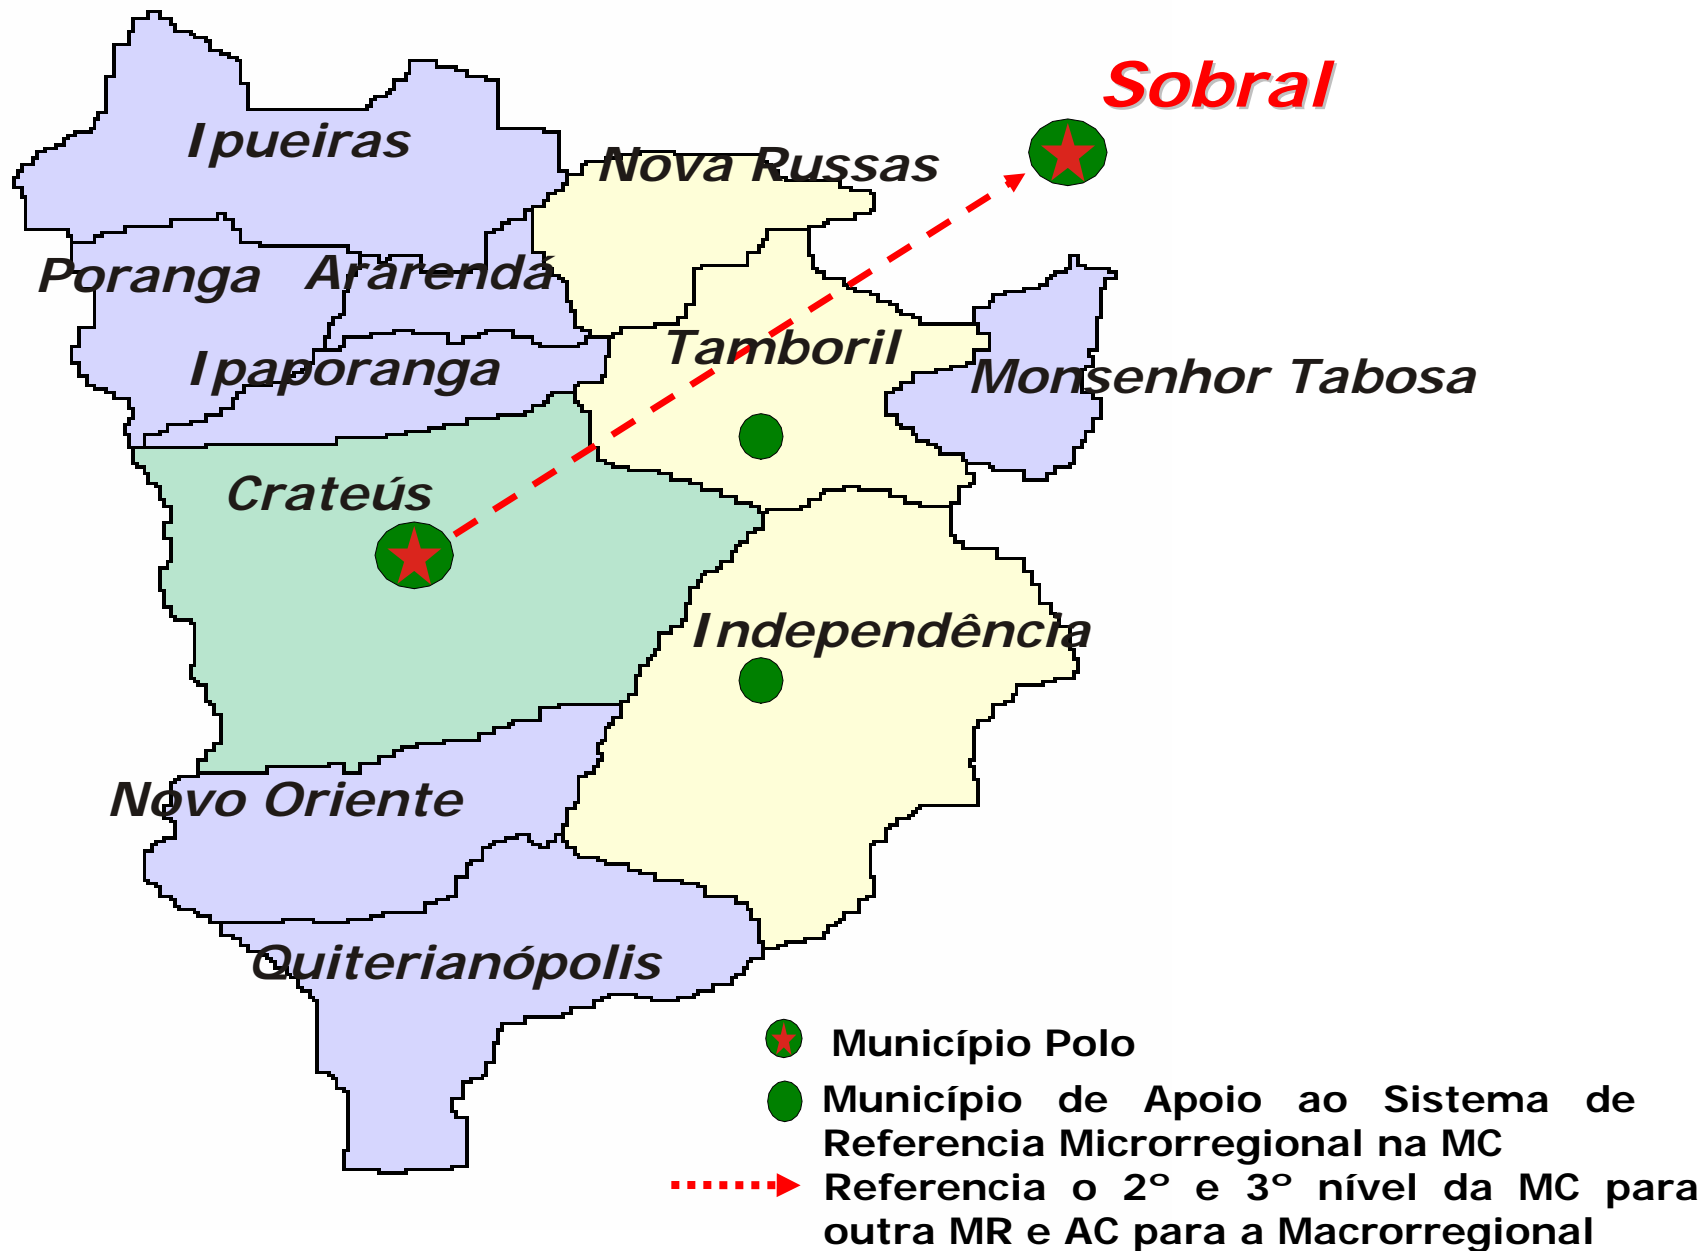 Sobral
Ipueiras
Nova Russas
Poranga
Ararendá
Tamboril
Ipaporanga
Monsenhor Tabosa
Crateús
Independência
Novo Oriente
Quiterianópolis
Município Polo
Município de Apoio ao Sistema de
Referencia Microrregional na MC
Referencia o 2º e 3º nível da MC para
outra MR e AC para a Macrorregional